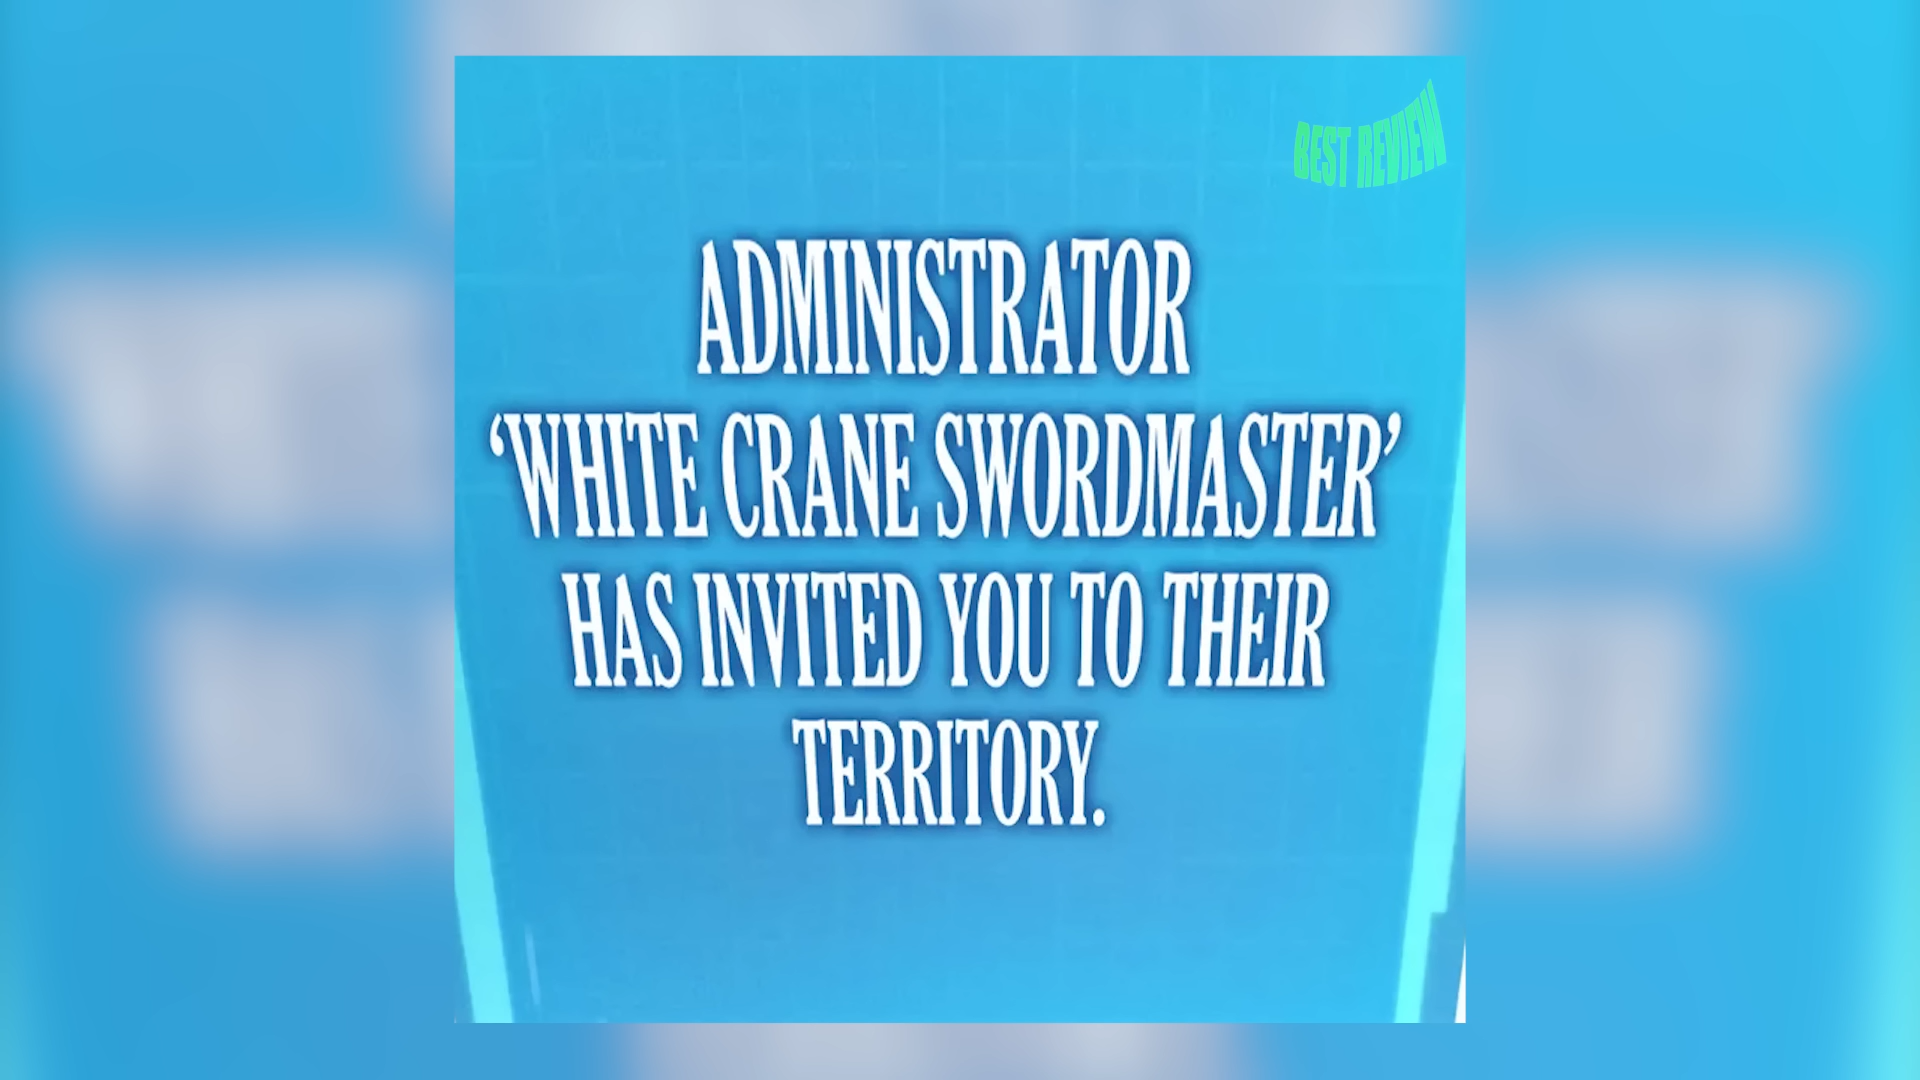 BEST REVIEW
ADMINISTRATOR
‘WHITE CRANE SWORDMASTER’
HAS INVITED YOU TO THEIR
TERRITORY.